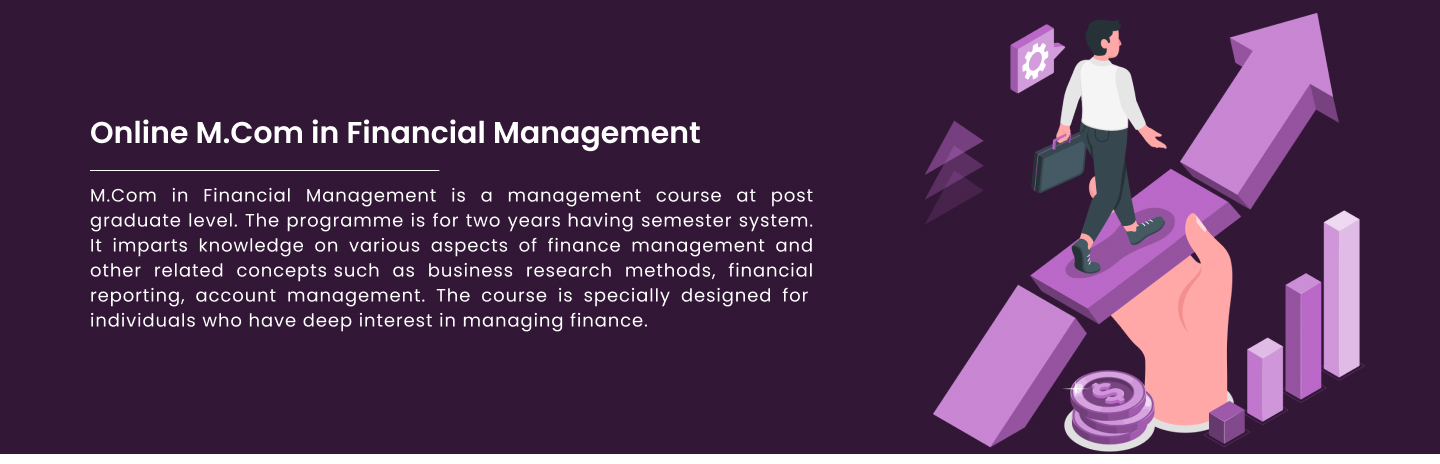 Online M.Com in Financial Management
M.Com in Financial Management is a management course at post
graduate level. The programme is for two years having semester system.
It imparts knowledge on various aspects of finance management and
other related concepts such as business research methods, financial
reporting, account management. The course is specially designed for
individuals who have deep interest in managing finance.
$